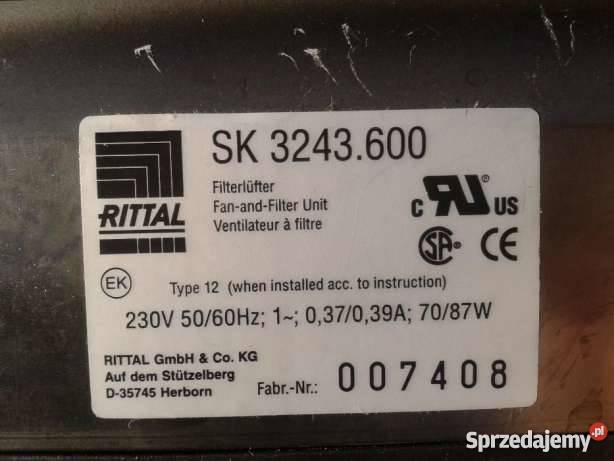 SK 3243.600
RITTAL
Filterlüfter
Fan-and-Filter Unit
Ventilateur à filtre
c RU US
SA ® CE
EK
Type 12 (when installed acc. to instruction)
230V 50/60Hz; 1~; 0,37/0,39A; 70/87W
RITTAL GmbH & Co. KG
Auf dem Stützelberg
D-35745 Herborn
Fabr.-Nr.: 007408
Sprzedajemy.pl